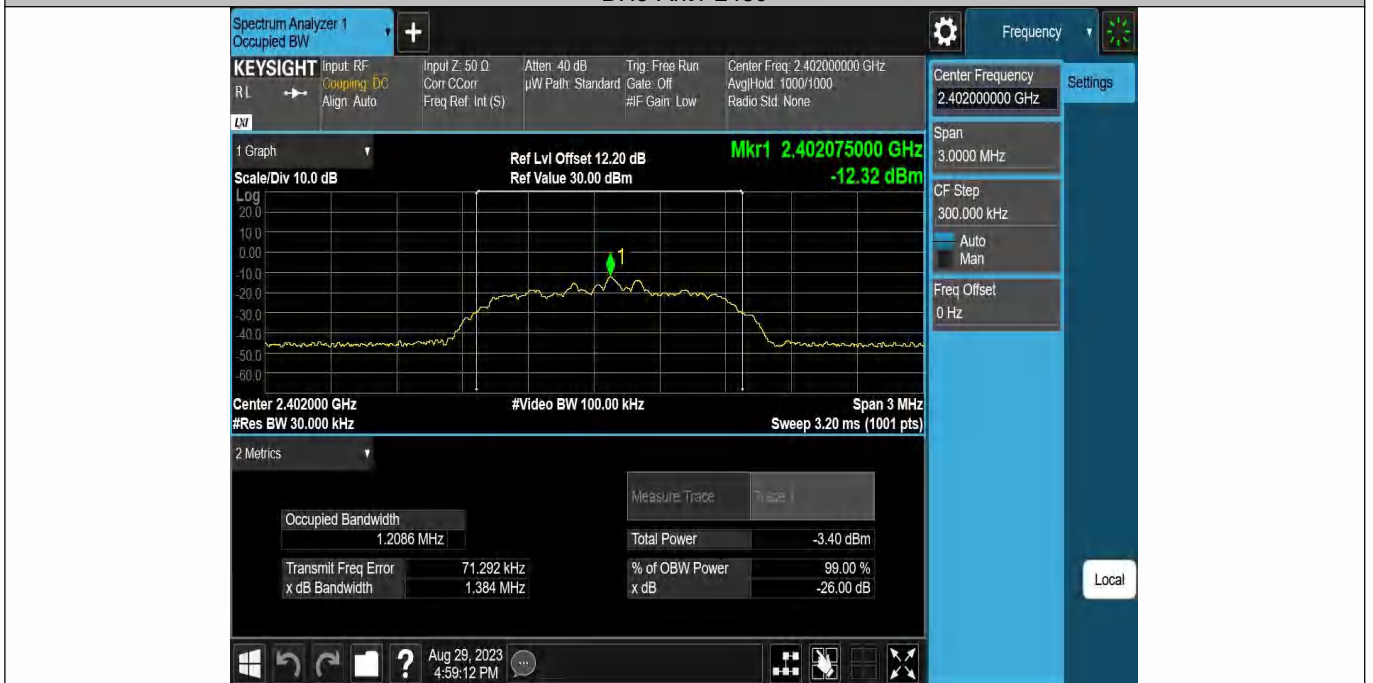 Spectrum Analyzer 1
Occupied BW
Frequency
KEYSIGHT
R L
LXI
Input: RF
Coupling: DC
Align: Auto
Input Z: 50 Ω
Corr CCorr
Freq Ref: Int (S)
Atten: 40 dB
µW Path: Standard
Trig: Free Run
Gate: Off
#IF Gain: Low
Center Freq: 2.402000000 GHz
Avg|Hold: 1000/1000
Radio Std: None
Center Frequency
2.402000000 GHz
Settings
Span
3.0000 MHz
CF Step
300.000 kHz
Auto
Man
Freq Offset
0 Hz
Local
1 Graph
Scale/Div 10.0 dB
Ref Lvl Offset 12.20 dB
Ref Value 30.00 dBm
Mkr1 2.402075000 GHz
-12.32 dBm
Log
20.0
10.0
0.00
-10.0
-20.0
-30.0
-40.0
-50.0
-60.0
1
Center 2.402000 GHz
#Res BW 30.000 kHz
#Video BW 100.00 kHz
Span 3 MHz
Sweep 3.20 ms (1001 pts)
2 Metrics
Measure Trace Trace 1
Occupied Bandwidth
1.2086 MHz
Total Power -3.40 dBm
Transmit Freq Error 71.292 kHz
% of OBW Power 99.00 %
x dB Bandwidth 1.384 MHz
x dB -26.00 dB
?
Aug 29, 2023
4:59:12 PM